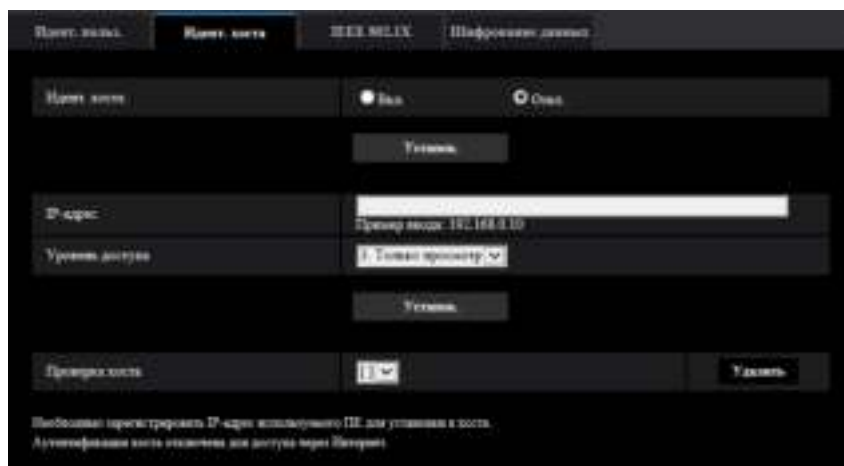 Идент. польз. Идент. хоста IEEE 802.1X Шифрование данных
Идент. хоста Вкл. Откл.
Установ.
IP-адрес
Пример ввода: 192.168.0.10
Уровень доступа 3. Только просмотр
Установ.
Проверка хоста [ ] Удалить
Необходимо зарегистрировать IP-адрес используемого ПК для установки в хоста.
Аутентификация хоста отключена для доступа через Интернет.